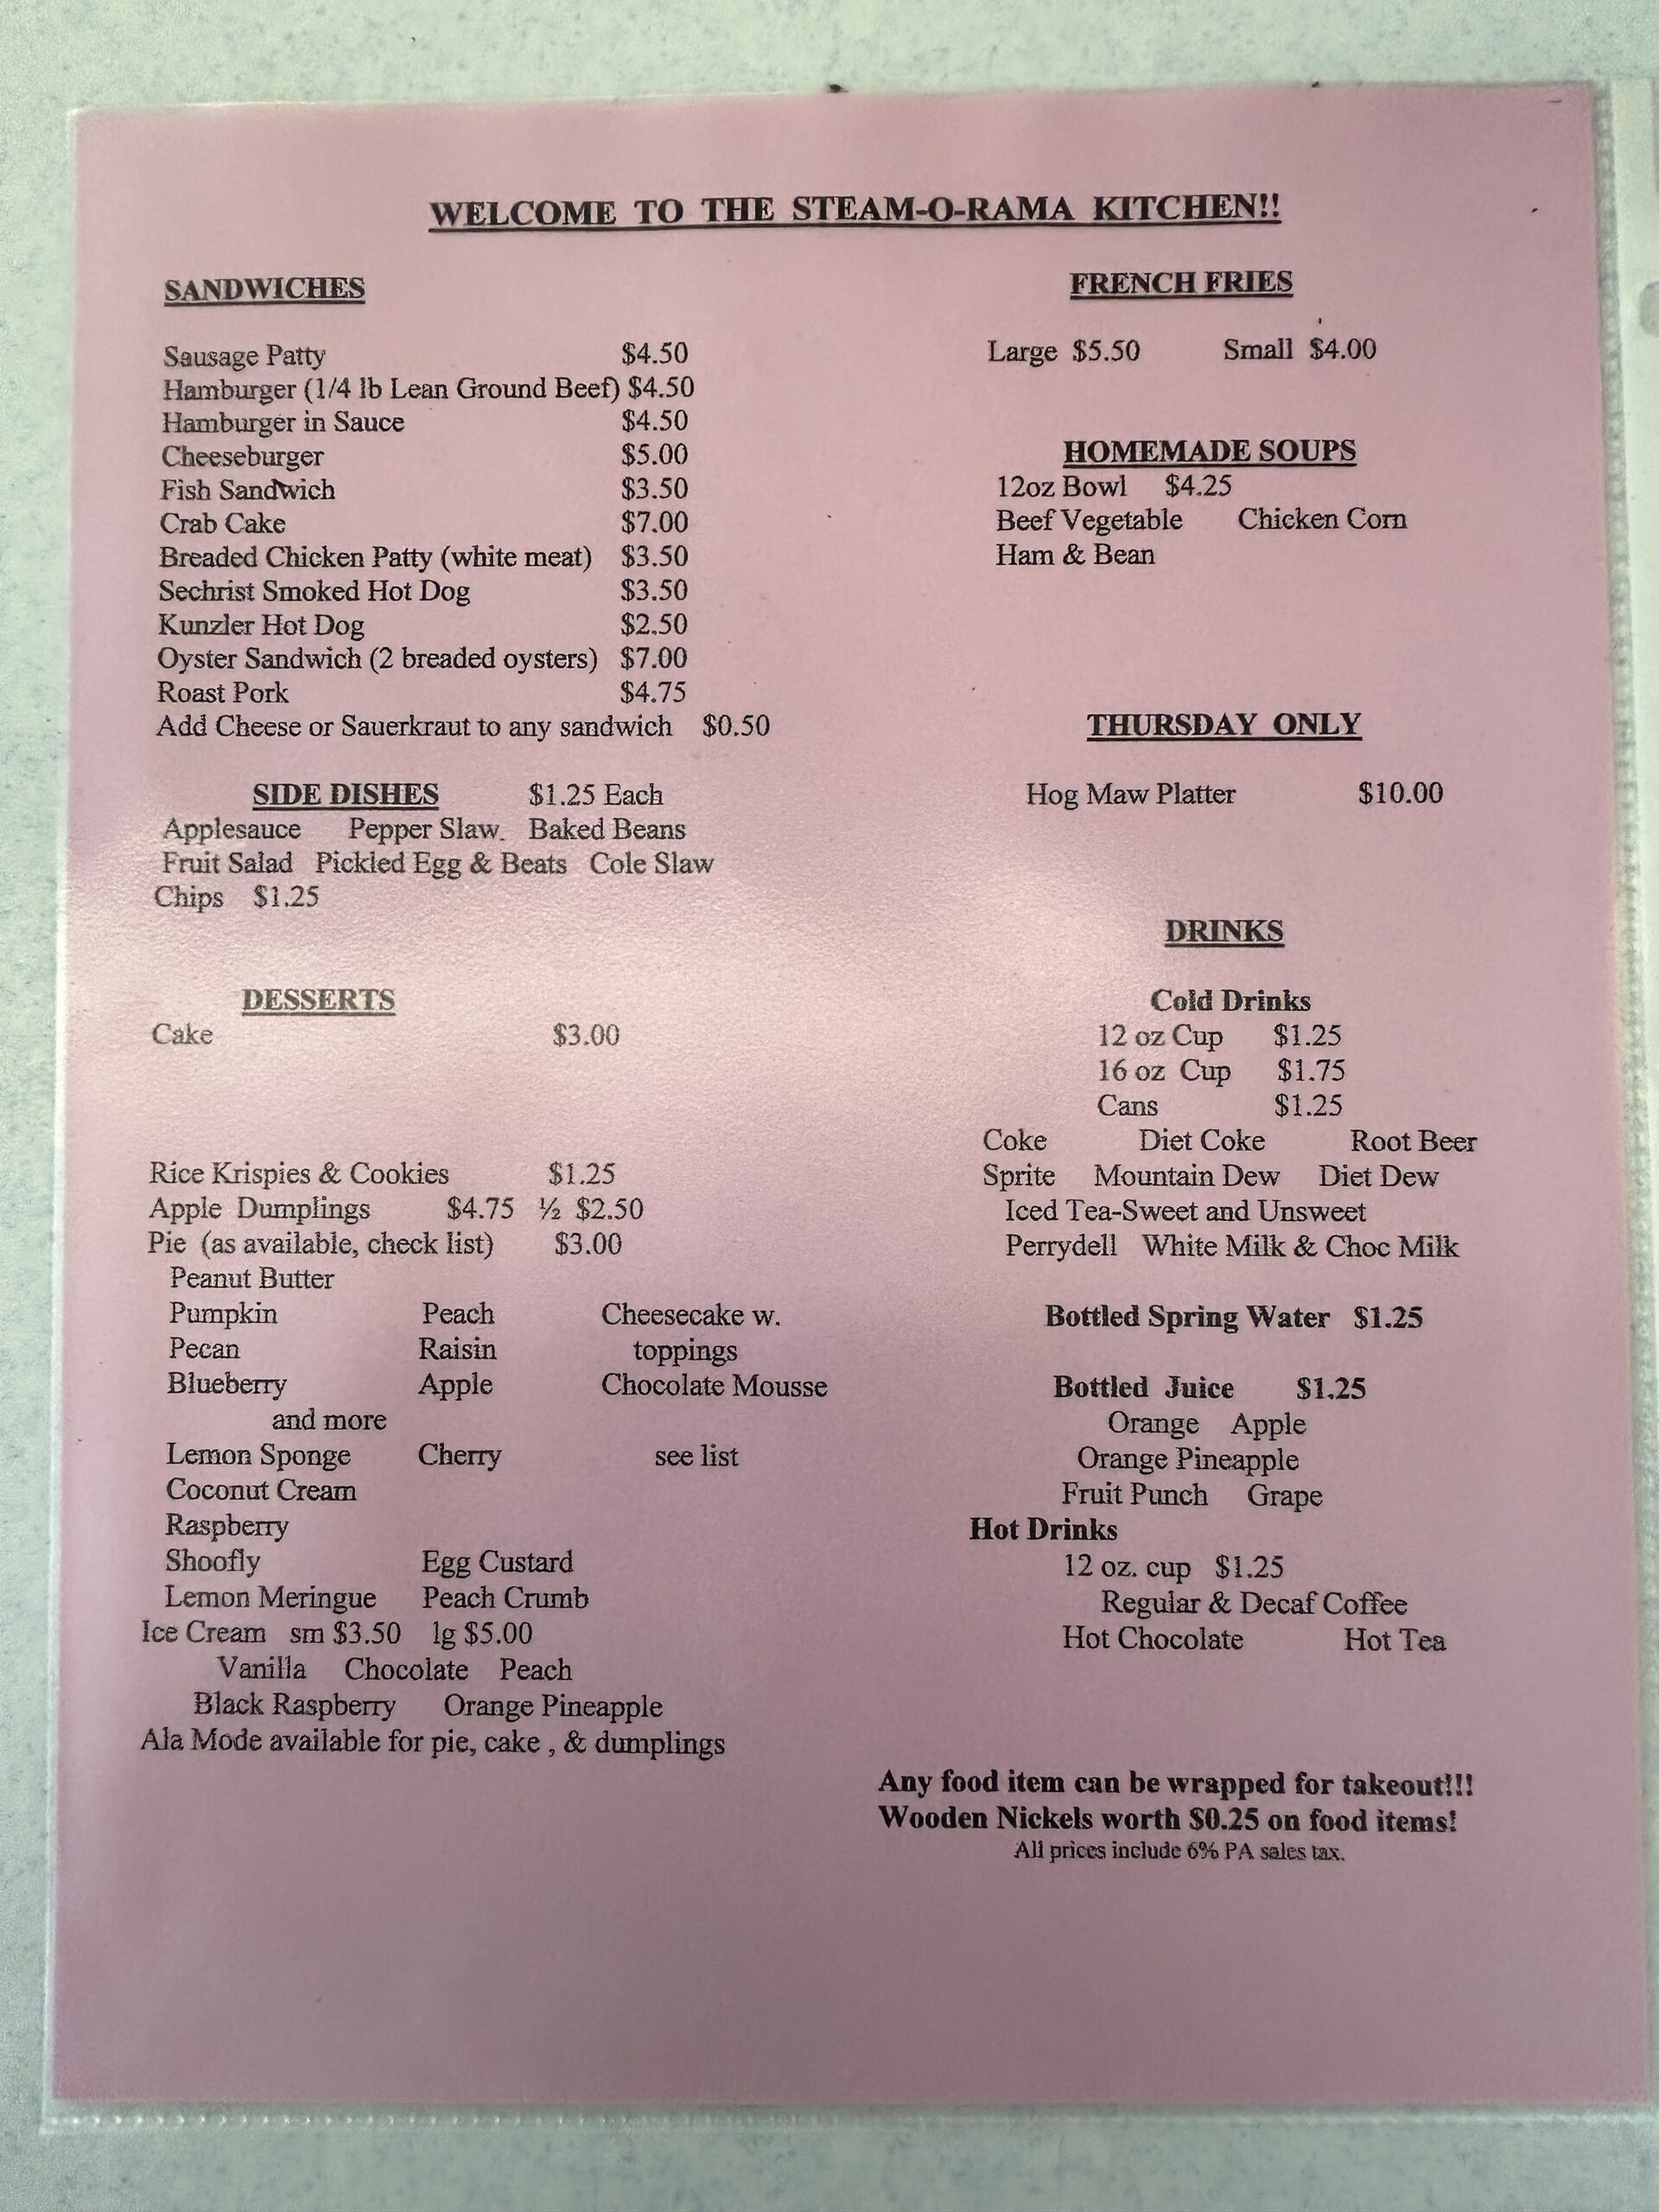 WELCOME TO THE STEAM-O-RAMA KITCHEN!!
SANDWICHES
Sausage Patty $4.50
Hamburger (1/4 lb Lean Ground Beef) $4.50
Hamburger in Sauce $4.50
Cheeseburger $5.00
Fish Sandwich $3.50
Crab Cake $7.00
Breaded Chicken Patty (white meat) $3.50
Sechrist Smoked Hot Dog $3.50
Kunzler Hot Dog $2.50
Oyster Sandwich (2 breaded oysters) $7.00
Roast Pork $4.75
Add Cheese or Sauerkraut to any sandwich $0.50
SIDE DISHES $1.25 Each
Applesauce Pepper Slaw. Baked Beans
Fruit Salad Pickled Egg & Beats Cole Slaw
Chips $1.25
DESSERTS
Cake $3.00
Rice Krispies & Cookies $1.25
Apple Dumplings $4.75 ½ $2.50
Pie (as available, check list) $3.00
Peanut Butter
Pumpkin Peach Cheesecake w.
Pecan Raisin toppings
Blueberry Apple Chocolate Mousse
and more
Lemon Sponge Cherry see list
Coconut Cream
Raspberry
Shoofly Egg Custard
Lemon Meringue Peach Crumb
Ice Cream sm $3.50 lg $5.00
Vanilla Chocolate Peach
Black Raspberry Orange Pineapple
Ala Mode available for pie, cake , & dumplings
FRENCH FRIES
Large $5.50 Small $4.00
HOMEMADE SOUPS
12oz Bowl $4.25
Beef Vegetable Chicken Corn
Ham & Bean
THURSDAY ONLY
Hog Maw Platter $10.00
DRINKS
Cold Drinks
12 oz Cup $1.25
16 oz Cup $1.75
Cans $1.25
Coke Diet Coke Root Beer
Sprite Mountain Dew Diet Dew
Iced Tea-Sweet and Unsweet
Perrydell White Milk & Choc Milk
Bottled Spring Water $1.25
Bottled Juice $1.25
Orange Apple
Orange Pineapple
Fruit Punch Grape
Hot Drinks
12 oz. cup $1.25
Regular & Decaf Coffee
Hot Chocolate Hot Tea
Any food item can be wrapped for takeout!!!
Wooden Nickels worth $0.25 on food items!
All prices include 6% PA sales tax.